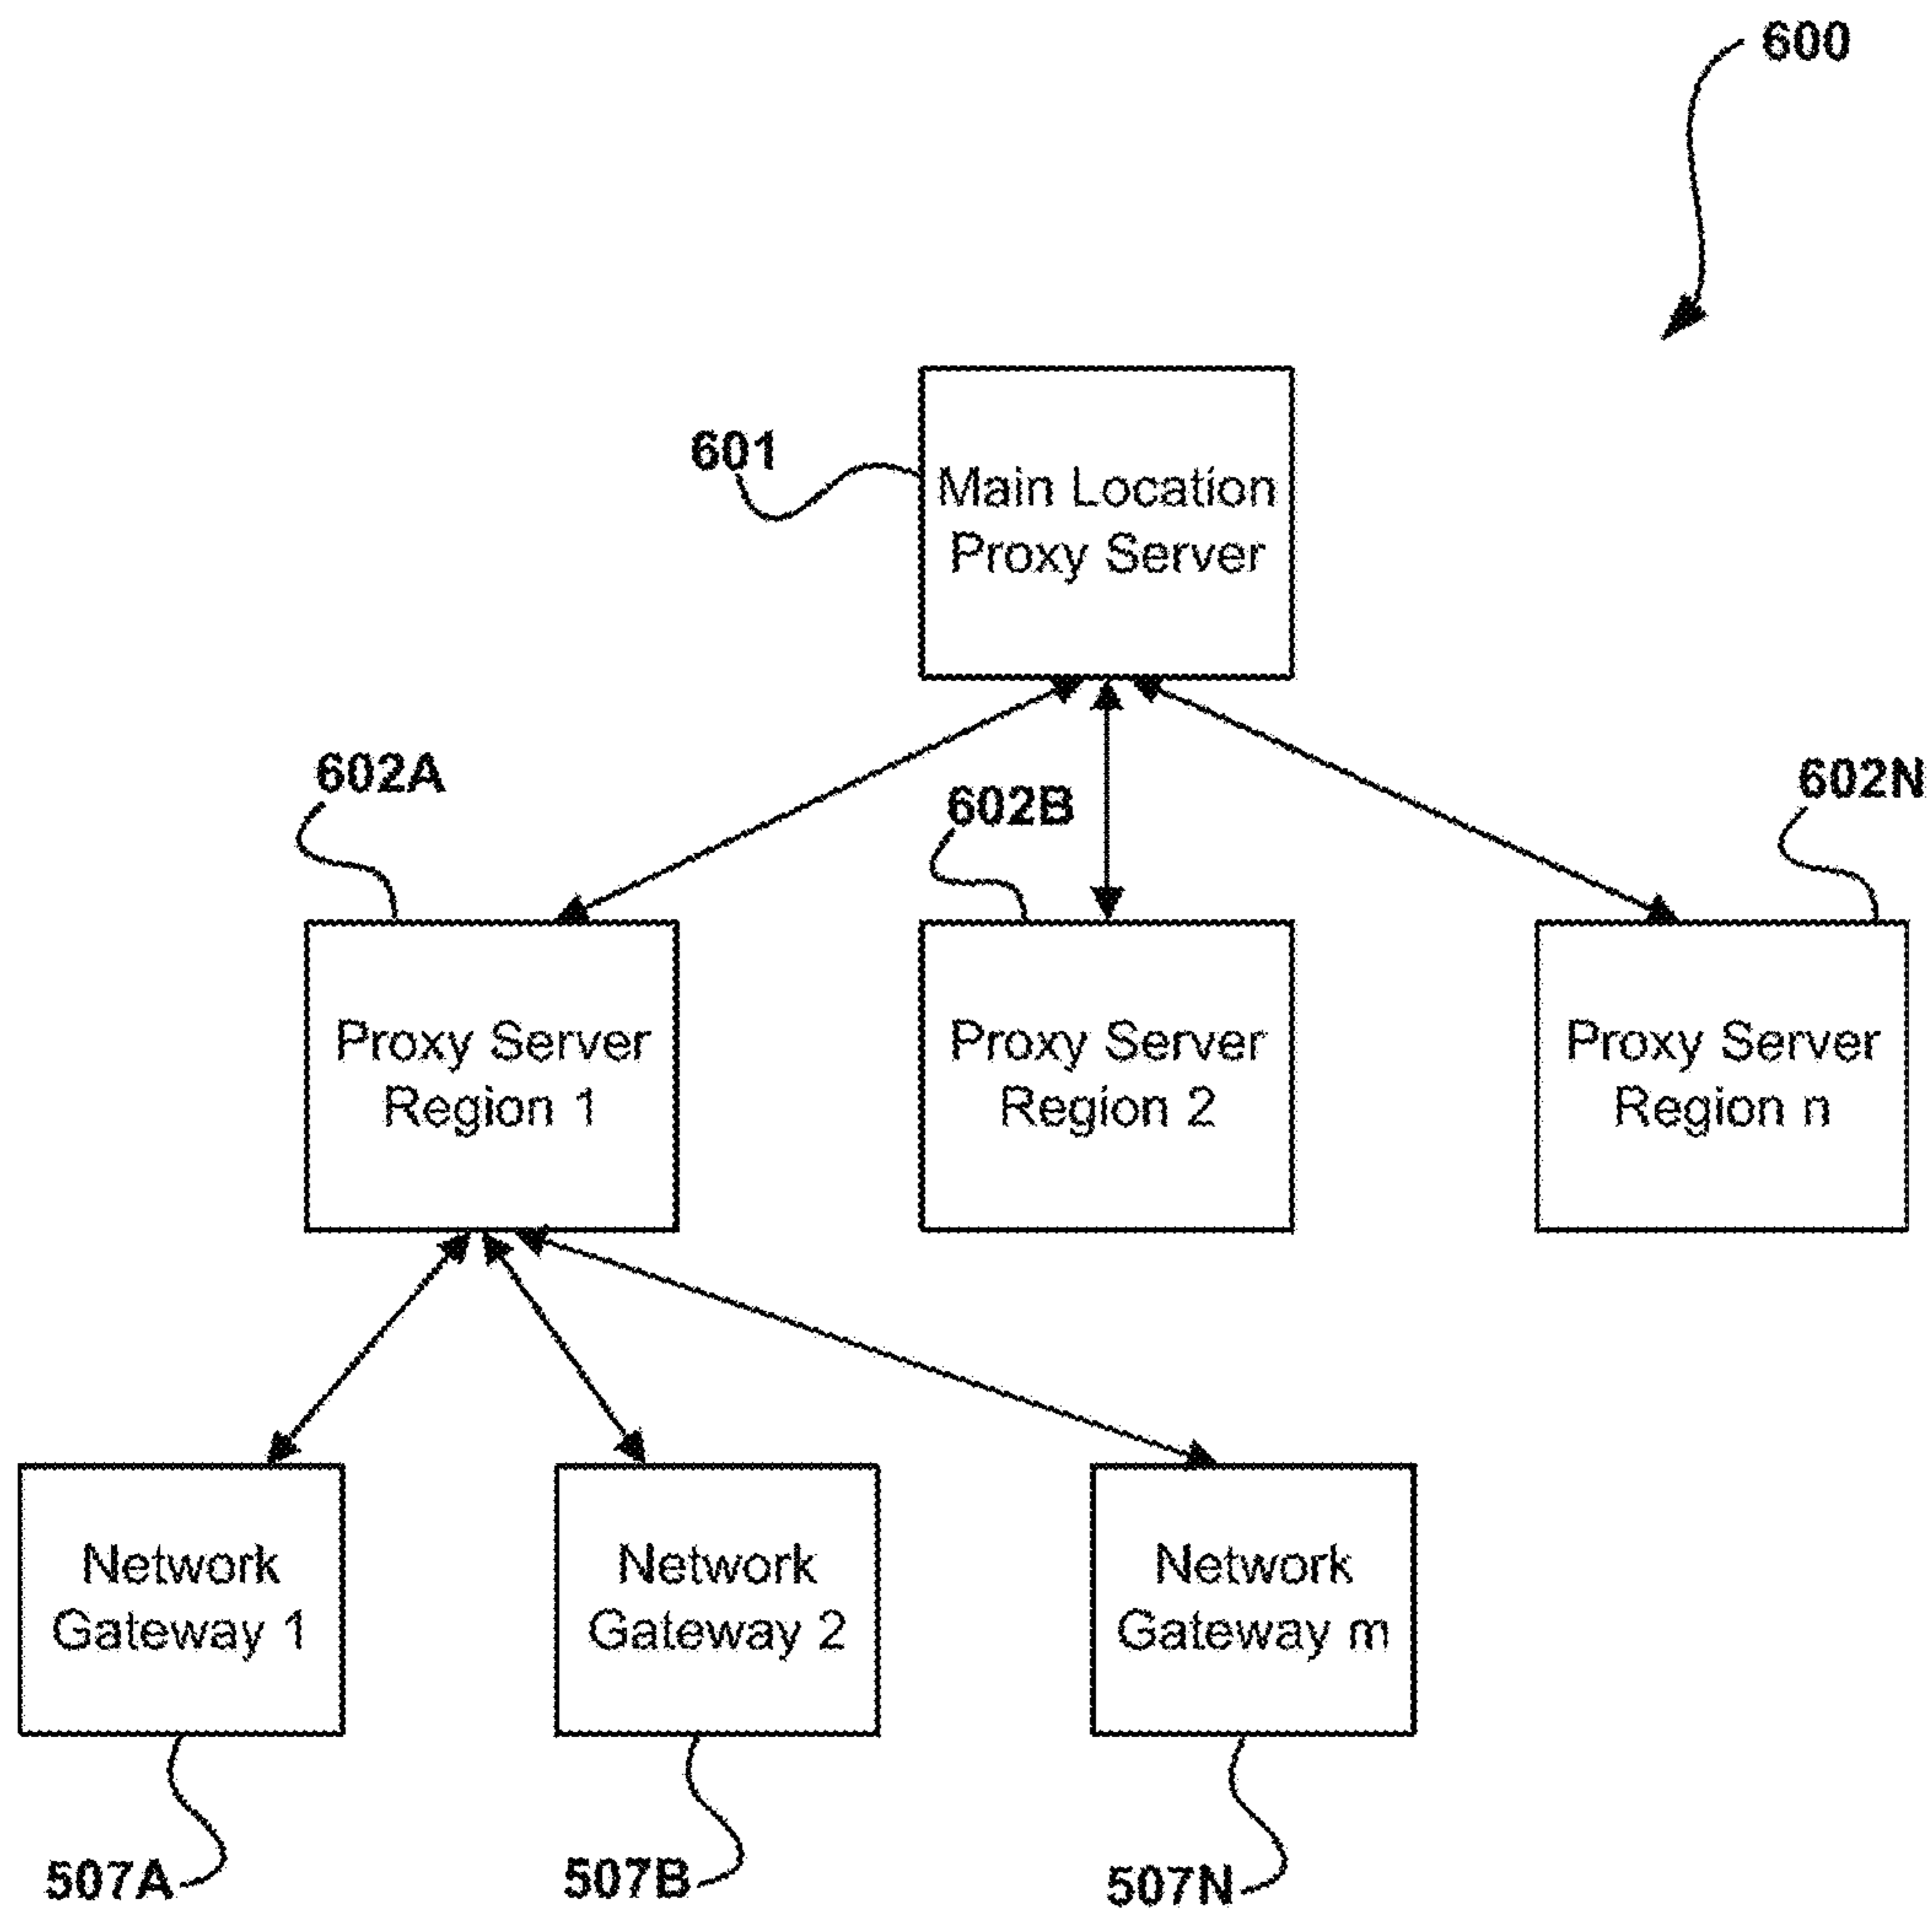 600
601
Main Location
Proxy Server
602A
602B
602N
Proxy Server
Region 1
Proxy Server
Region 2
Proxy Server
Region n
Network
Gateway 1
Network
Gateway 2
Network
Gateway m
507A
507B
507N